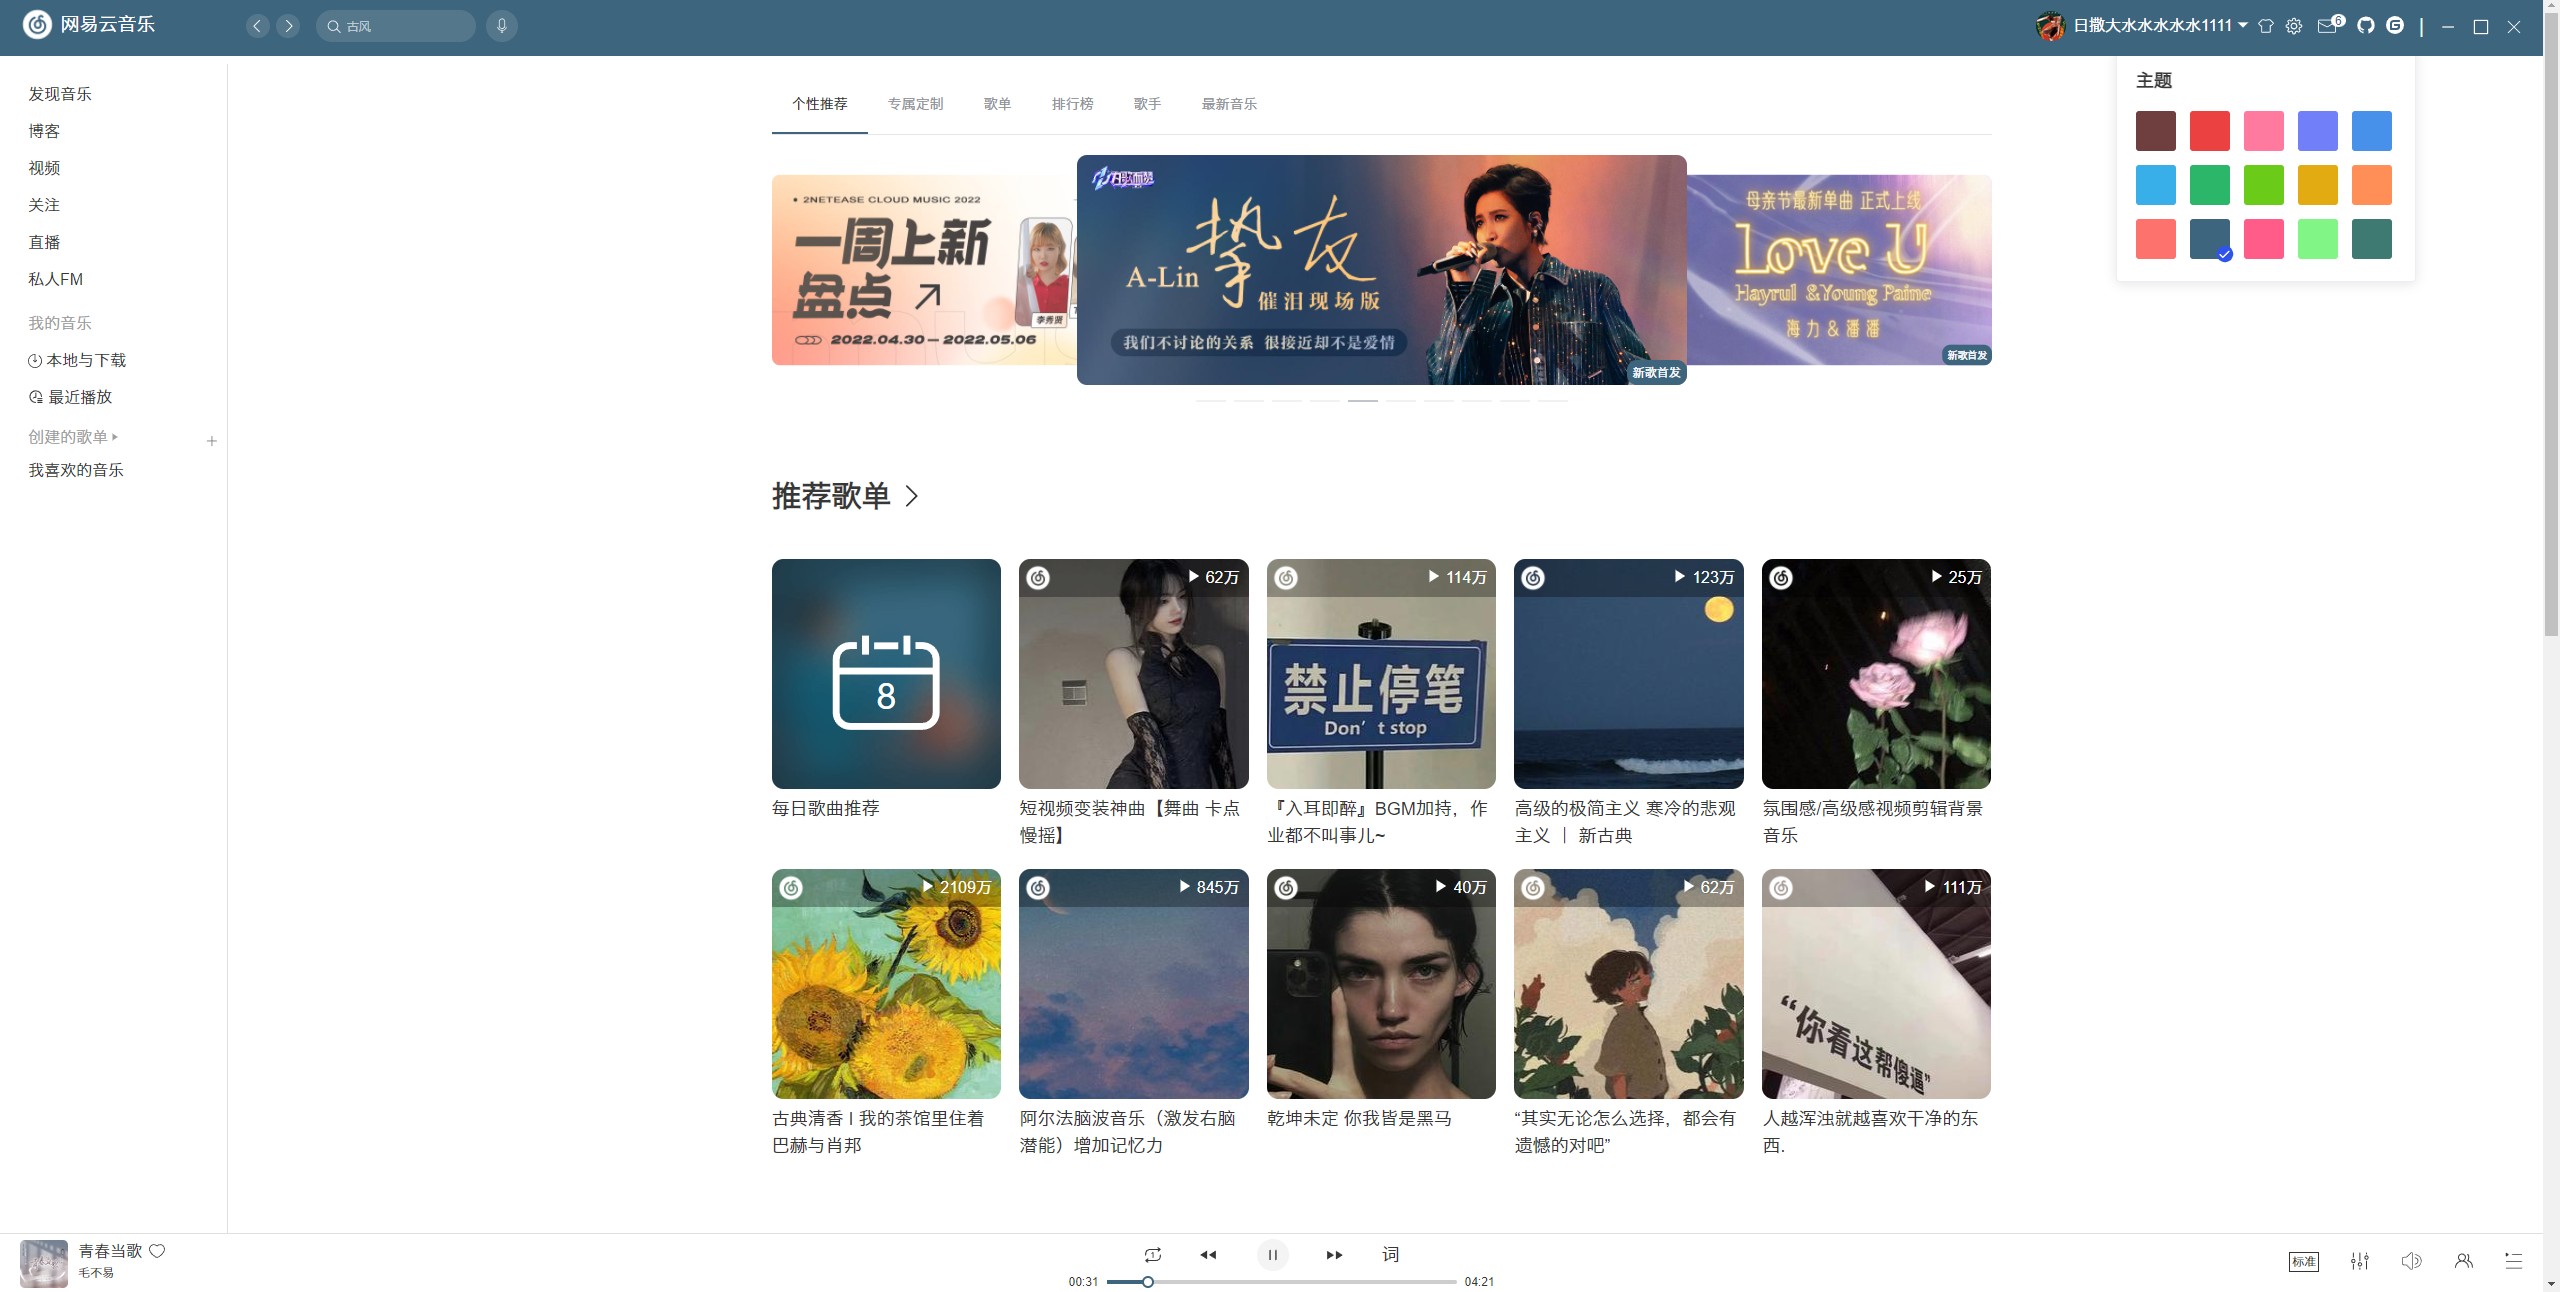 网易云音乐
古风
日撒大水水水水水1111
6
发现音乐
博客
视频
关注
直播
私人FM
我的音乐
本地与下载
最近播放
创建的歌单
我喜欢的音乐
个性推荐 专属定制 歌单 排行榜 歌手 最新音乐
主题
2NETEASE CLOUD MUSIC 2022
一周上新
盘点
李秀贤
2022.04.30—2022.05.06
挚友
A-Lin
催泪现场版
我们不讨论的关系 很接近却不是爱情
新歌首发
母亲节最新单曲 正式上线
Love U
Hayrul & Young Paine
海力&潘潘
新歌首发
推荐歌单
8
每日歌曲推荐
62万
短视频变装神曲【舞曲 卡点
慢摇】
114万
禁止停笔
Don't stop
『入耳即醉』BGM加持，作
业都不叫事儿~
123万
高级的极简主义 寒冷的悲观
主义 丨 新古典
25万
氛围感/高级感视频剪辑背景
音乐
2109万
古典清香 l 我的茶馆里住着
巴赫与肖邦
845万
阿尔法脑波音乐（激发右脑
潜能）增加记忆力
40万
乾坤未定 你我皆是黑马
62万
“其实无论怎么选择，都会有
遗憾的对吧”
111万
“你看这帮傻逼”
人越浑浊就越喜欢干净的东
西.
青春当歌
毛不易
词
00:31
04:21
标准